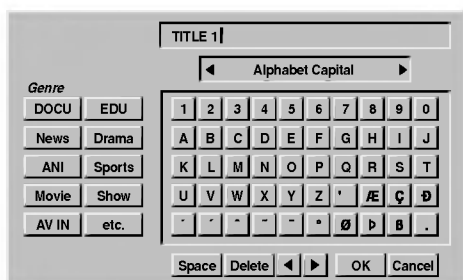 TITLE 1
◀ Alphabet Capital ▶
Genre
DOCU EDU
News Drama
ANI Sports
Movie Show
AV IN etc.
1 2 3 4 5 6 7 8 9 0
A B C D E F G H I J
K L M N O P Q R S T
U V W X Y Z ' Æ Ç Ð
Ø Þ ß .
Space Delete ◀ ▶ OK Cancel